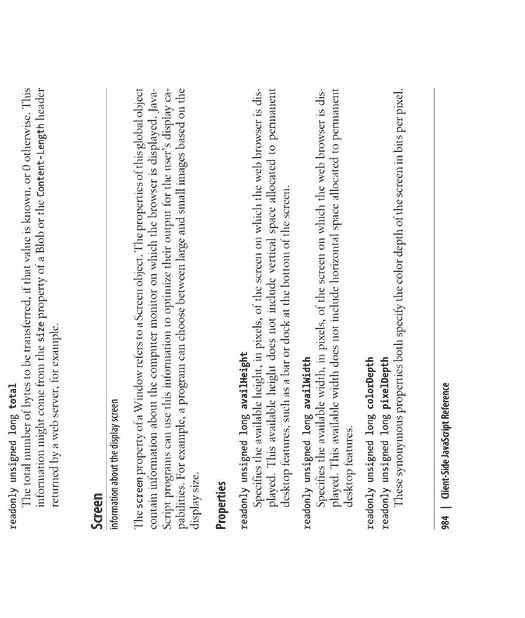 readonly unsigned long total
The total number of bytes to be transferred, if that value is known, or 0 otherwise. This
information might come from the size property of a Blob or the Content-Length header
returned by a web server, for example.
Screen
information about the display screen
The screen property of a Window refers to a Screen object. The properties of this global object
contain information about the computer monitor on which the browser is displayed. Java-
Script programs can use this information to optimize their output for the user's display ca-
pabilities. For example, a program can choose between large and small images based on the
display size.
Properties
readonly unsigned long availHeight
Specifies the available height, in pixels, of the screen on which the web browser is dis-
played. This available height does not include vertical space allocated to permanent
desktop features, such as a bar or dock at the bottom of the screen.
readonly unsigned long availWidth
Specifies the available width, in pixels, of the screen on which the web browser is dis-
played. This available width does not include horizontal space allocated to permanent
desktop features.
readonly unsigned long colorDepth
readonly unsigned long pixelDepth
These synonymous properties both specify the color depth of the screen in bits per pixel.
984 | Client-Side JavaScript Reference